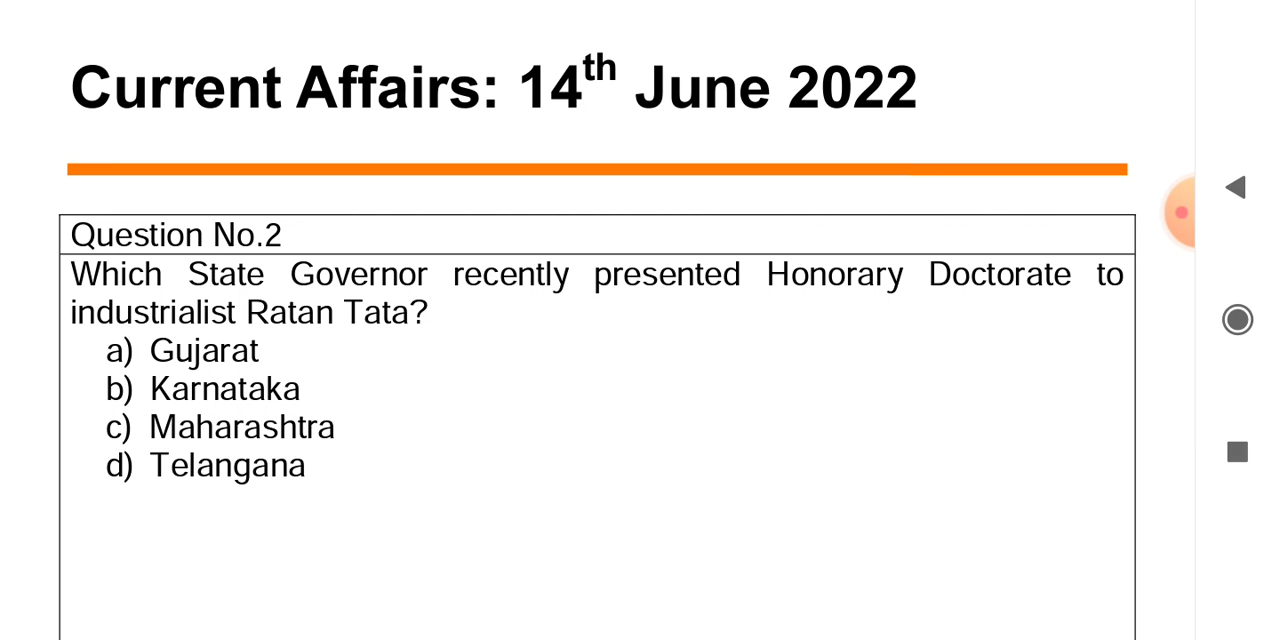 Current Affairs: 14th June 2022
Question No.2
Which State Governor recently presented Honorary Doctorate to
industrialist Ratan Tata?
a) Gujarat
b) Karnataka
c) Maharashtra
d) Telangana